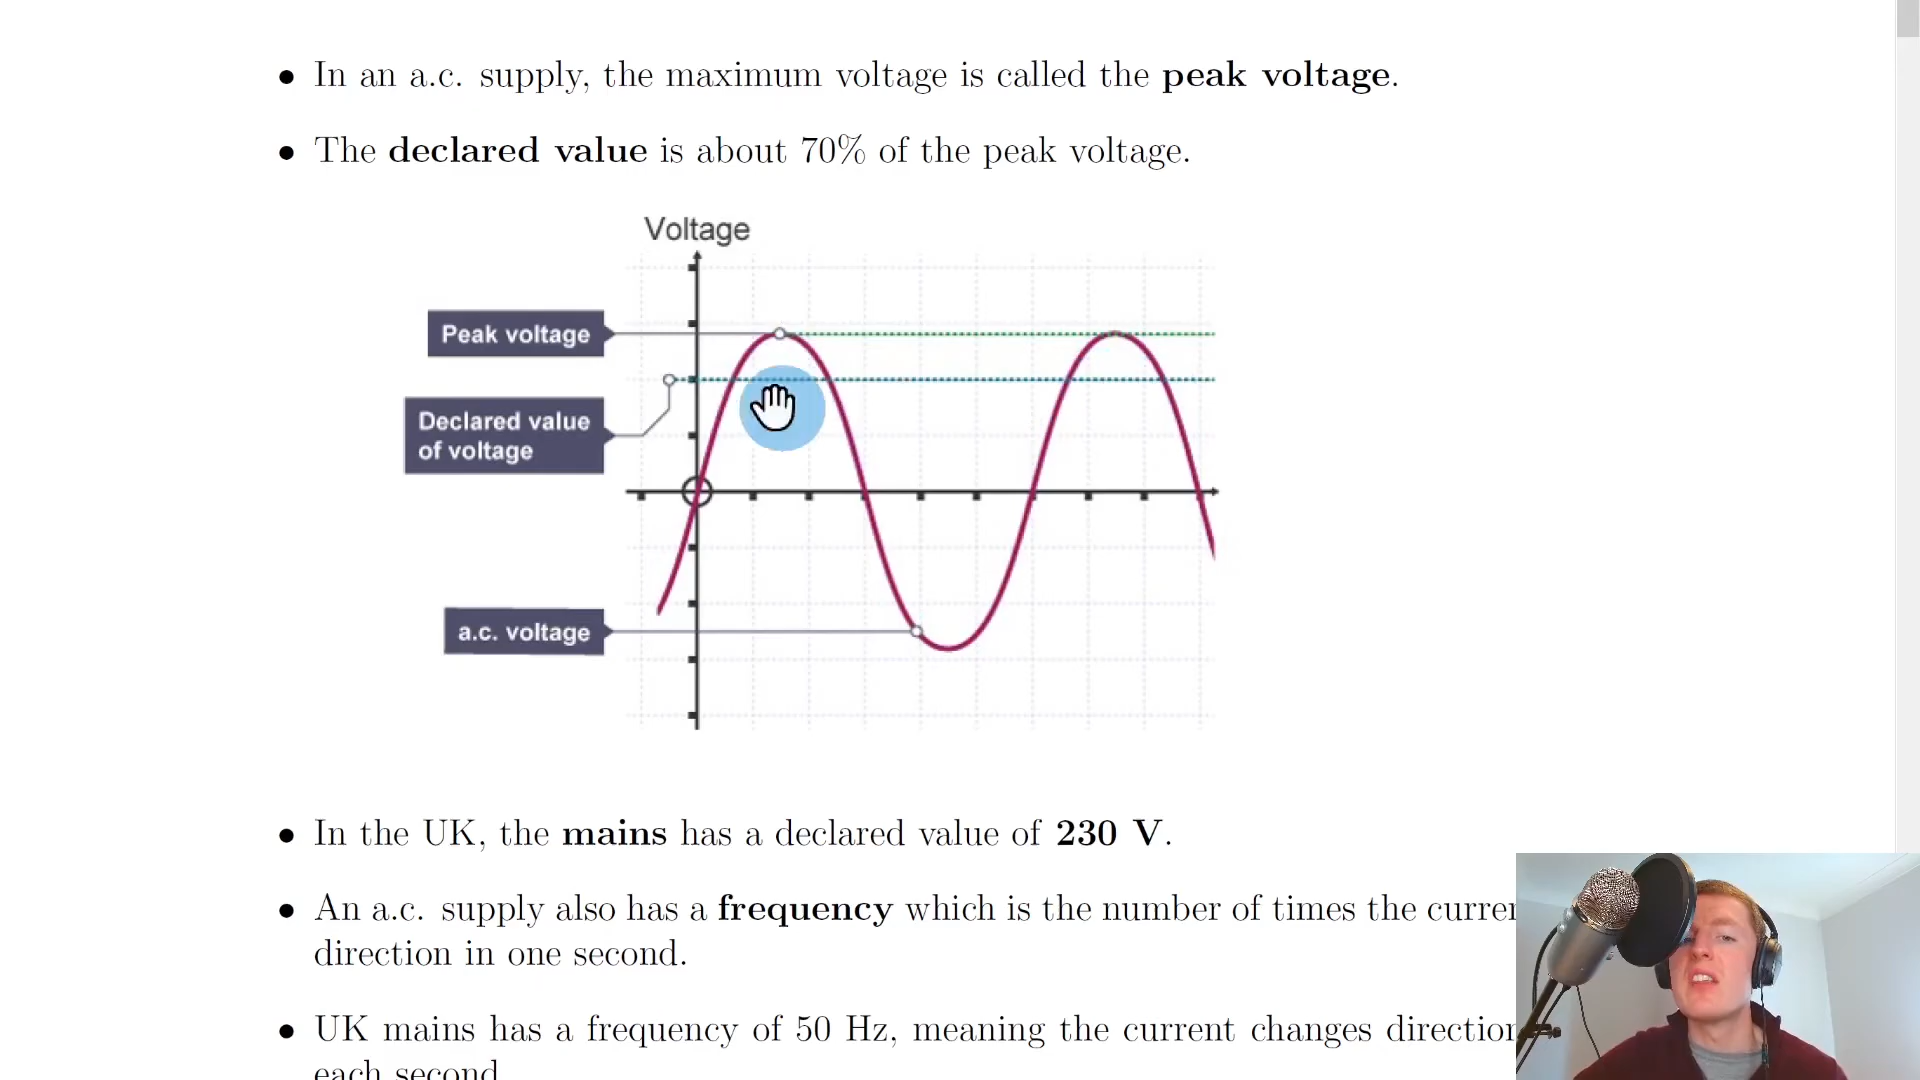 • In an a.c. supply, the maximum voltage is called the peak voltage.
• The declared value is about 70% of the peak voltage.
Voltage
Peak voltage
Declared value
of voltage
a.c. voltage
• In the UK, the mains has a declared value of 230 V.
• An a.c. supply also has a frequency which is the number of times the
direction in one second.
• UK mains has a frequency of 50 Hz, meaning the current changes direction
each second